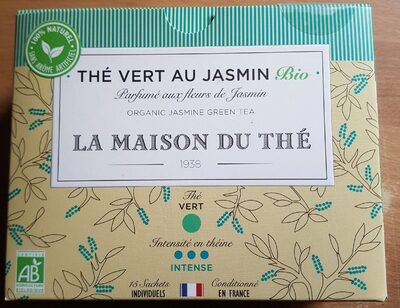 100% NATUREL
SANS ARÔME ARTIFICIEL
THÉ VERT AU JASMIN Bio
Parfumé aux fleurs de Jasmin
ORGANIC JASMINE GREEN TEA
LA MAISON DU THÉ
1938
Thé
VERT
Intensité en théine
INTENSE
AB
15 Sachets
INDIVIDUELS
Conditionné
EN FRANCE